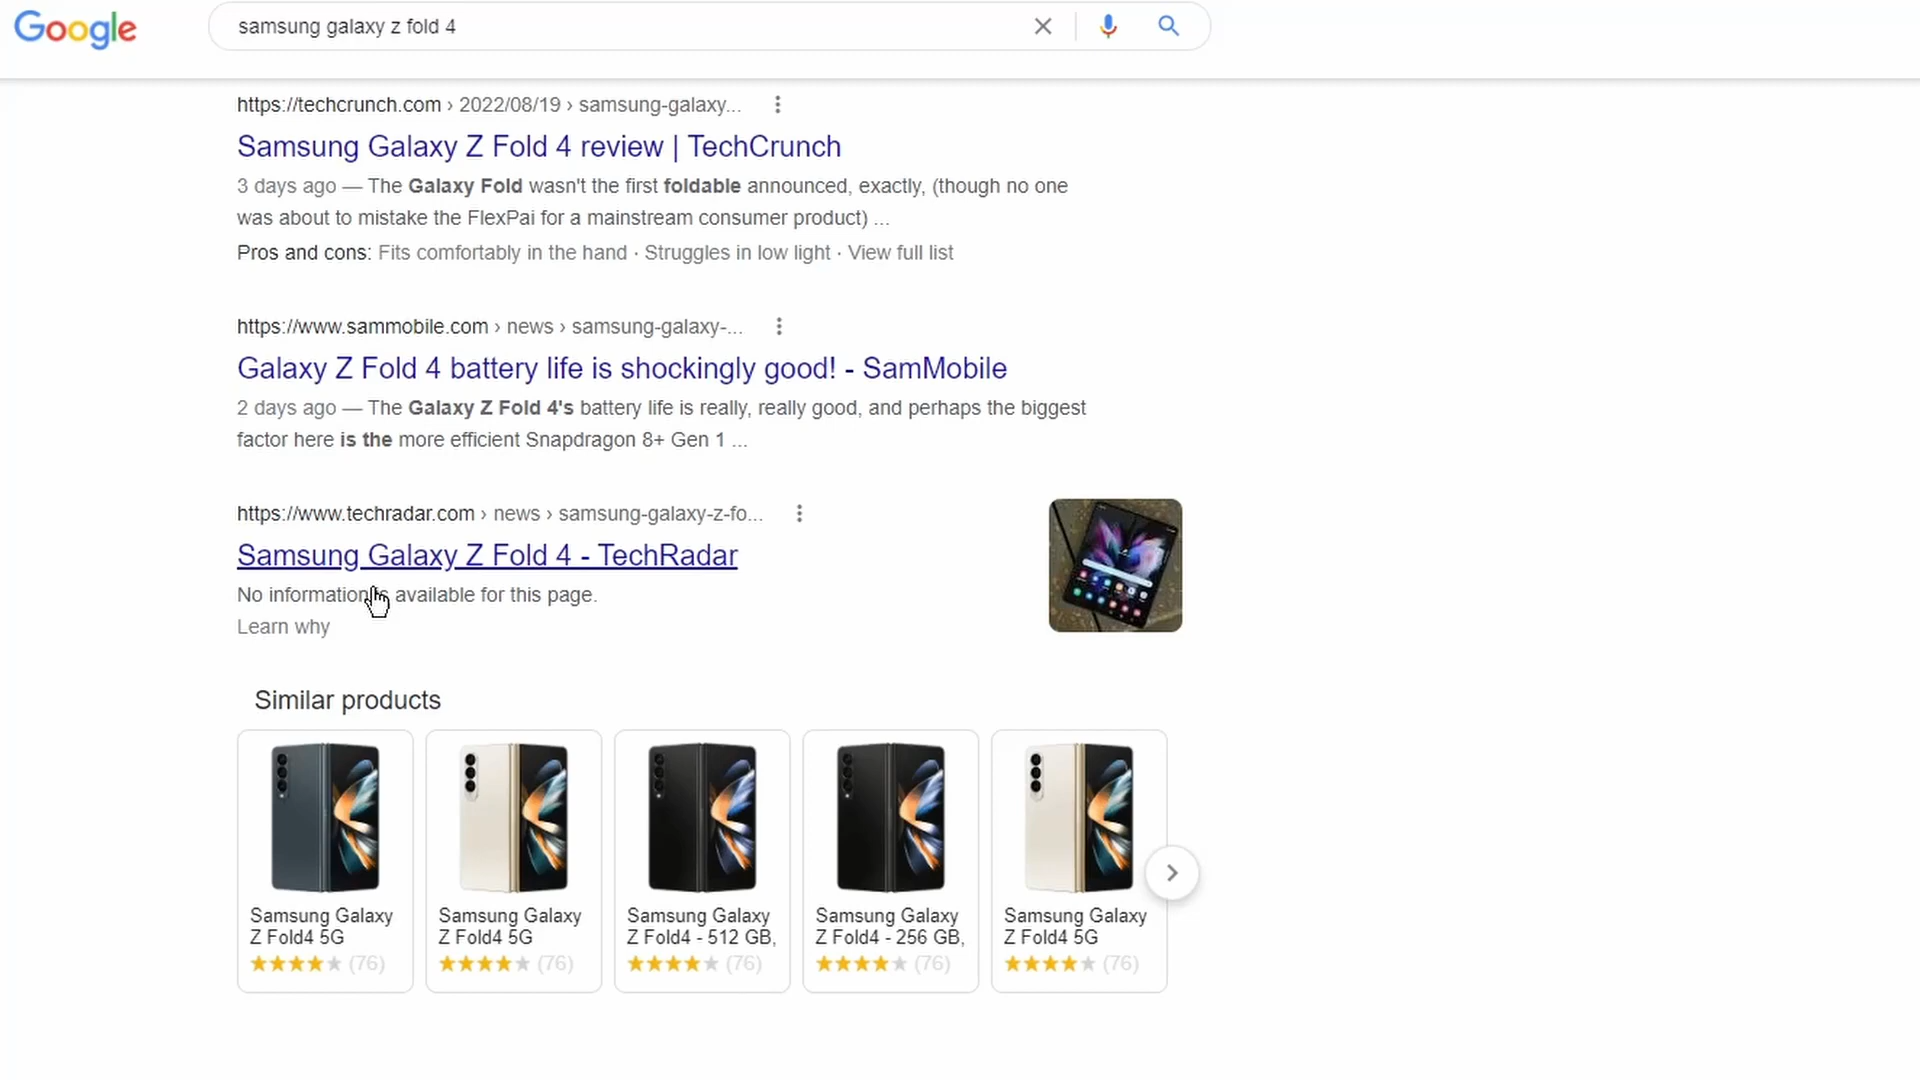 Google
samsung galaxy z fold 4
https://techcrunch.com › 2022/08/19 › samsung-galaxy...
Samsung Galaxy Z Fold 4 review | TechCrunch
3 days ago — The Galaxy Fold wasn't the first foldable announced, exactly, (though no one
was about to mistake the FlexPai for a mainstream consumer product) ...
Pros and cons: Fits comfortably in the hand · Struggles in low light · View full list
https://www.sammobile.com › news › samsung-galaxy-...
Galaxy Z Fold 4 battery life is shockingly good! - SamMobile
2 days ago — The Galaxy Z Fold 4's battery life is really, really good, and perhaps the biggest
factor here is the more efficient Snapdragon 8+ Gen 1 ...
https://www.techradar.com › news › samsung-galaxy-z-fo...
Samsung Galaxy Z Fold 4 - TechRadar
No information available for this page.
Learn why
Similar products
Samsung Galaxy
Z Fold4 5G
(76)
Samsung Galaxy
Z Fold4 5G
(76)
Samsung Galaxy
Z Fold4 - 512 GB,
(76)
Samsung Galaxy
Z Fold4 - 256 GB,
(76)
Samsung Galaxy
Z Fold4 5G
(76)